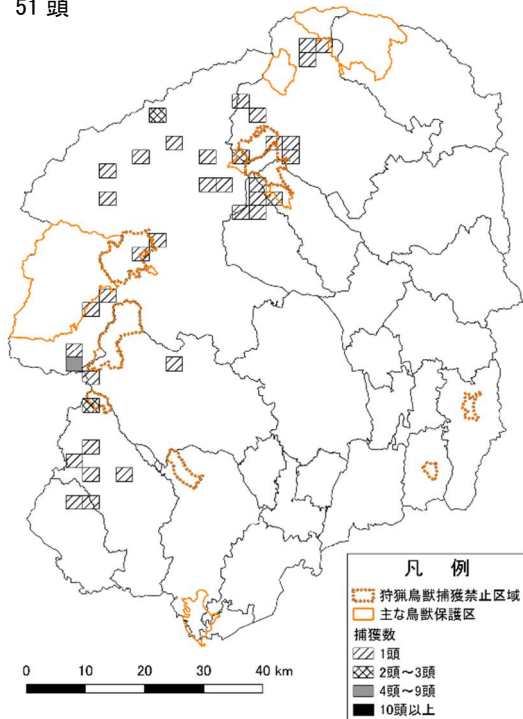 51 頭
凡 例
狩猟鳥獣捕獲禁止区域
主な鳥獣保護区
捕獲数
1頭
2頭～3頭
4頭～9頭
10頭以上
0 10 20 30 40 km